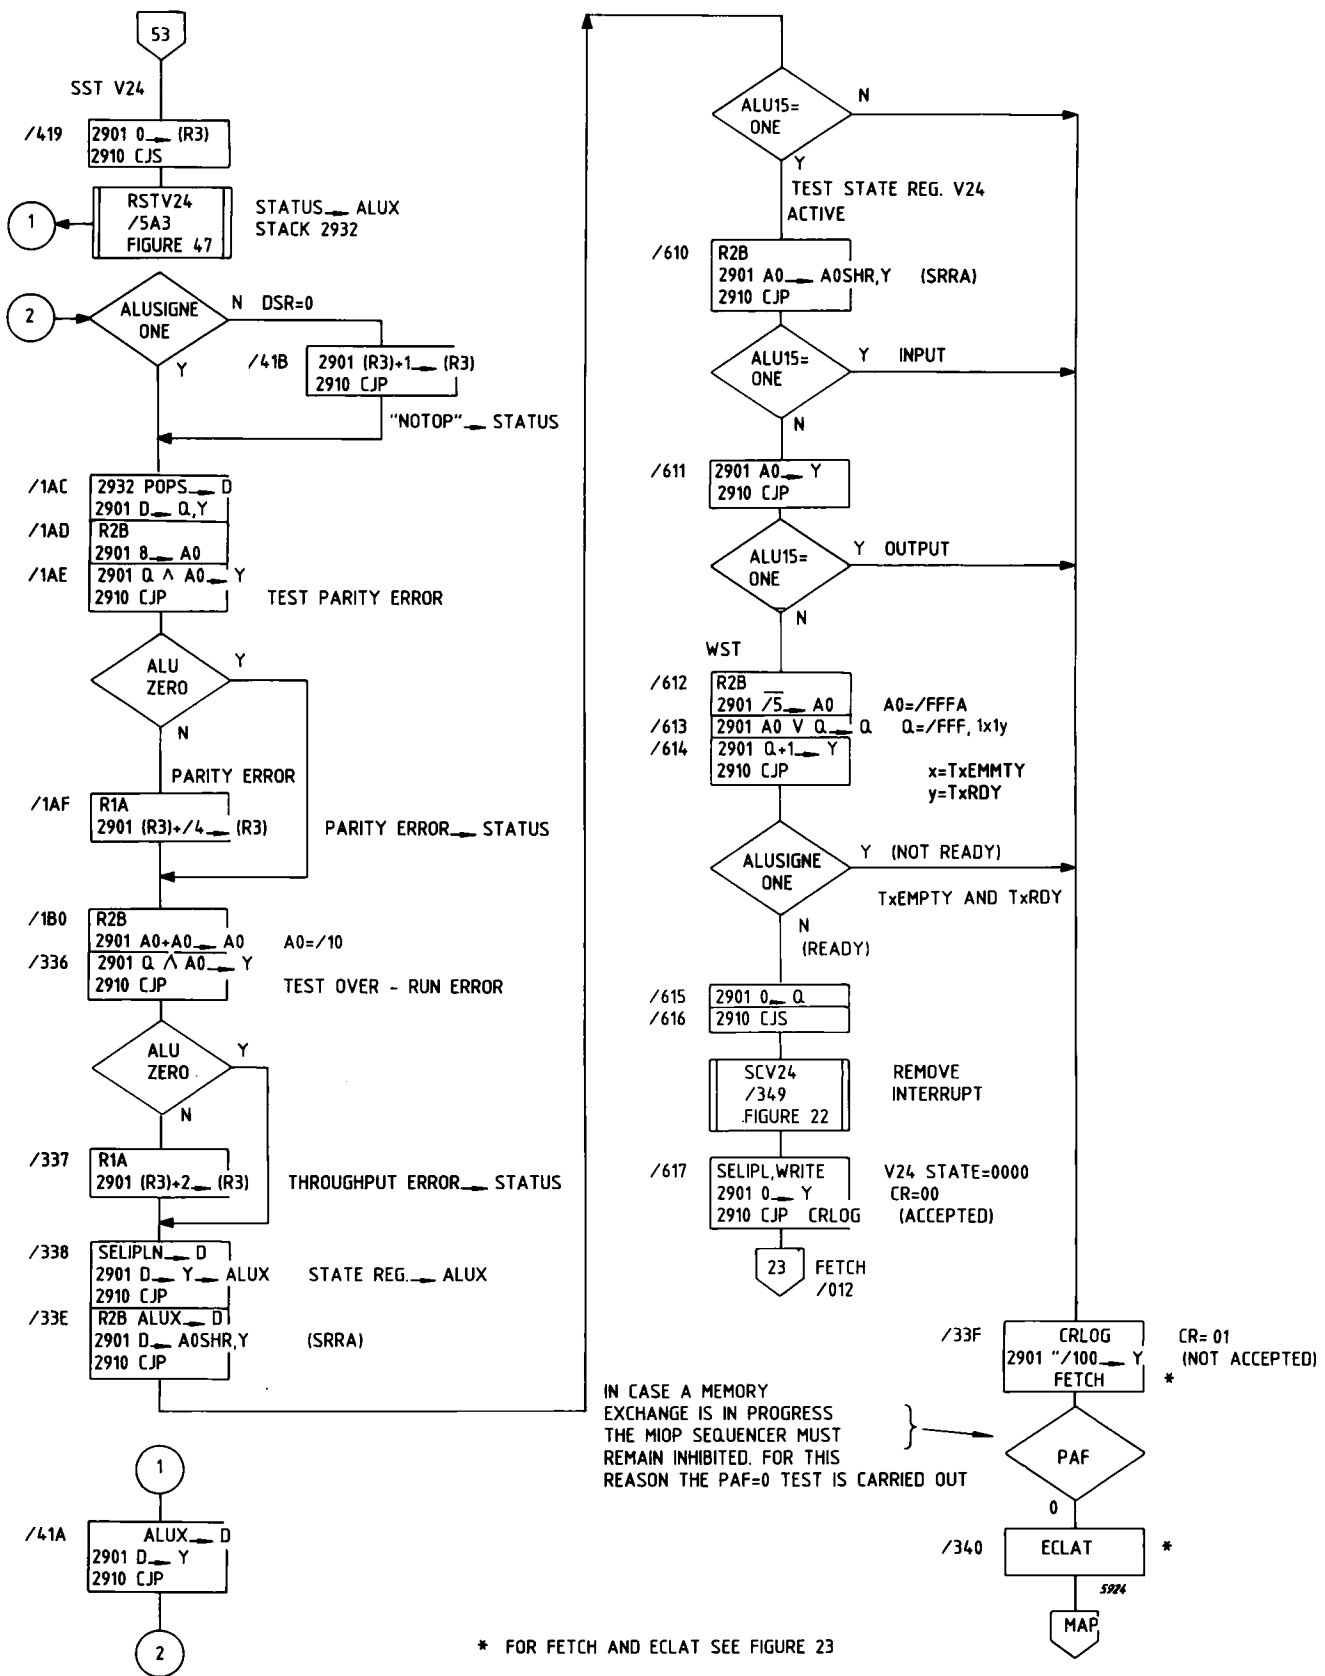 53
SST V24
/419
2901 0→(R3)
2910 CJS
1
RSTV24
/5A3
FIGURE 47
STATUS→ALUX
STACK 2932
2
ALUSIGNE
ONE
N DSR=0
Y
/41B
2901 (R3)+1→(R3)
2910 CJP
"NOTOP"→STATUS
/1AC
2932 POPS→D
2901 D→Q,Y
/1AD
R2B
2901 8→A0
/1AE
2901 Q ∧ A0→Y
2910 CJP
TEST PARITY ERROR
ALU
ZERO
Y
N
PARITY ERROR
/1AF
R1A
2901 (R3)+/4→(R3)
PARITY ERROR→STATUS
/1B0
R2B
2901 A0+A0→A0
A0=/10
/336
2901 Q ∧ A0→Y
2910 CJP
TEST OVER - RUN ERROR
ALU
ZERO
Y
N
/337
R1A
2901 (R3)+2→(R3)
THROUGHPUT ERROR→STATUS
/338
SELIPLN→D
2901 D→Y→ALUX
2910 CJP
STATE REG.→ALUX
/33E
R2B ALUX→D
2901 D→A0SHR,Y
2910 CJP
(SRRA)
1
/41A
ALUX→D
2901 D→Y
2910 CJP
2
ALU15=
ONE
N
Y
TEST STATE REG. V24
ACTIVE
/610
R2B
2901 A0→A0SHR,Y
2910 CJP
(SRRA)
ALU15=
ONE
Y INPUT
N
/611
2901 A0→Y
2910 CJP
ALU15=
ONE
Y OUTPUT
N
WST
/612
R2B
2901 /5̅→A0
A0=/FFFA
/613
2901 A0 V Q→Q
Q=/FFF, 1x1y
/614
2901 Q+1→Y
2910 CJP
x=TxEMMTY
y=TxRDY
ALUSIGNE
ONE
Y (NOT READY)
TxEMPTY AND TxRDY
N
(READY)
/615
2901 0→Q
/616
2910 CJS
SCV24
/349
FIGURE 22
REMOVE
INTERRUPT
/617
SELIPL,WRITE
2901 0→Y
2910 CJP CRLOG
V24 STATE=0000
CR=00
(ACCEPTED)
23
FETCH
/012
/33F
CRLOG
2901 "/100→Y
FETCH
CR=01
(NOT ACCEPTED)
*
IN CASE A MEMORY
EXCHANGE IS IN PROGRESS
THE MIOP SEQUENCER MUST
REMAIN INHIBITED. FOR THIS
REASON THE PAF=0 TEST IS CARRIED OUT
PAF
0
/340
ECLAT
*
5924
MAP
* FOR FETCH AND ECLAT SEE FIGURE 23